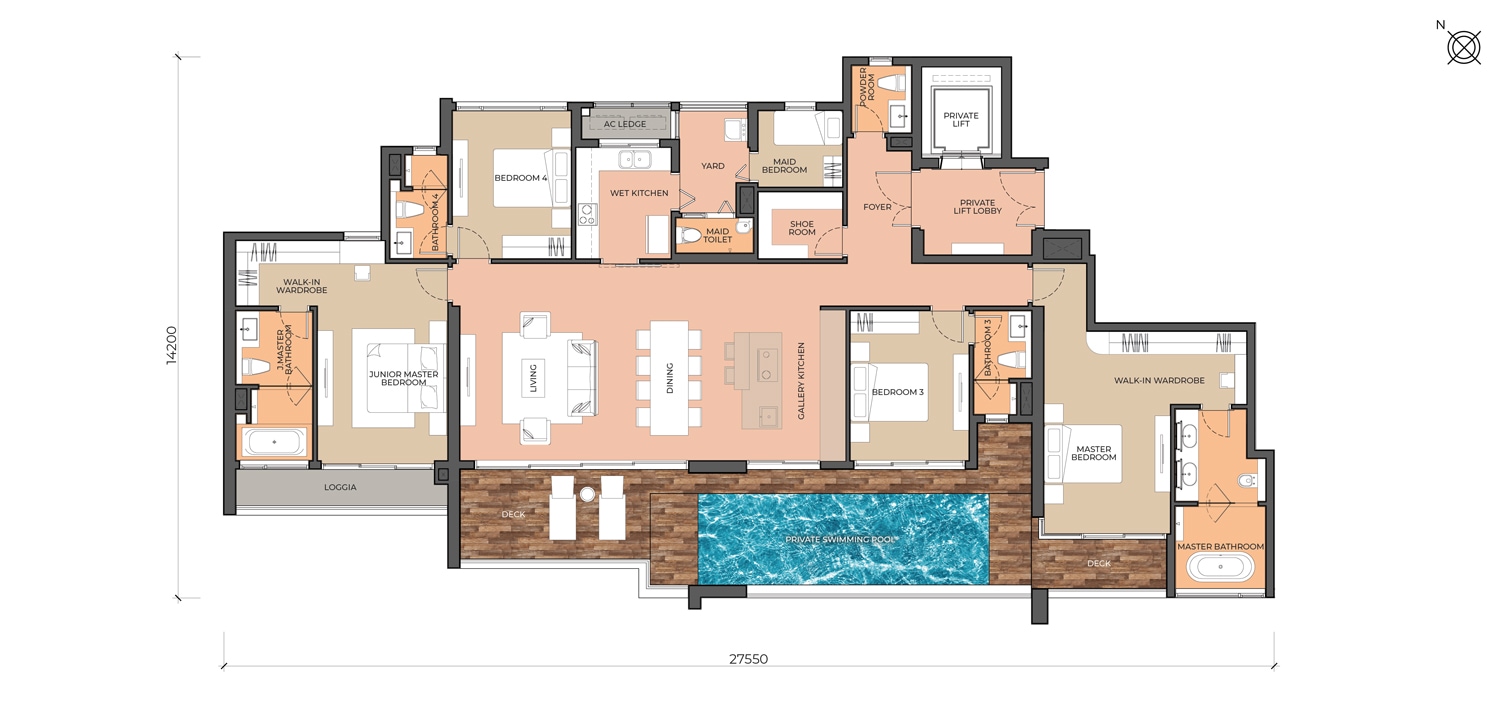 N
POWDER
ROOM
PRIVATE
LIFT
AC LEDGE
YARD
MAID
BEDROOM
BEDROOM 4
WET KITCHEN
BATHROOM 4
FOYER
PRIVATE
LIFT LOBBY
SHOE
ROOM
MAID
TOILET
WALK-IN
WARDROBE
14200
J.MASTER
BATHROOM
JUNIOR MASTER
BEDROOM
LIVING
DINING
GALLERY KITCHEN
BEDROOM 3
BATHROOM 3
WALK-IN WARDROBE
MASTER
BEDROOM
LOGGIA
DECK
PRIVATE SWIMMING POOL
MASTER BATHROOM
DECK
27550